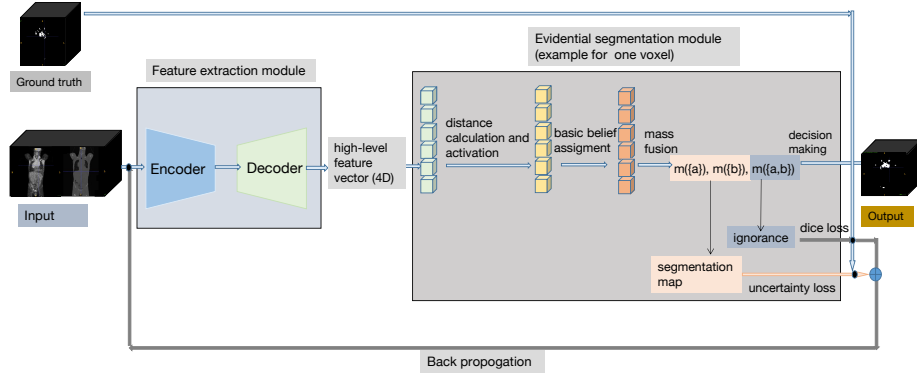 Evidential segmentation module
(example for one voxel)
Ground truth
Feature extraction module
distance
calculation and
activation
basic belief
assigment
mass
fusion
decision
making
high-level
feature
vector (4D)
Encoder
Decoder
m({a}), m({b}), m({a,b})
Input
Output
ignorance
dice loss
segmentation
map
uncertainty loss
Back propogation